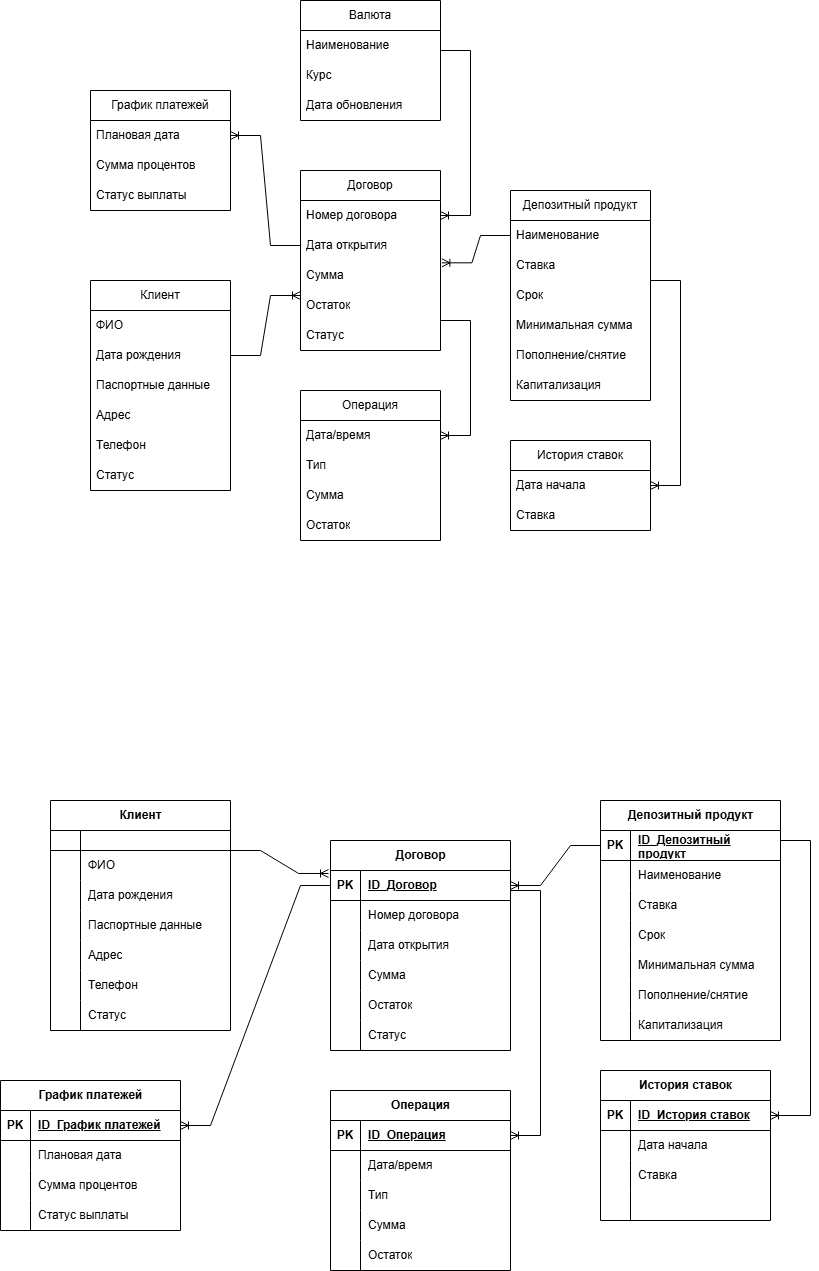 Валюта
Наименование
Курс
Дата обновления
График платежей
Плановая дата
Сумма процентов
Статус выплаты
Договор
Номер договора
Дата открытия
Сумма
Остаток
Статус
Депозитный продукт
Наименование
Ставка
Срок
Минимальная сумма
Пополнение/снятие
Капитализация
Клиент
ФИО
Дата рождения
Паспортные данные
Адрес
Телефон
Статус
Операция
Дата/время
Тип
Сумма
Остаток
История ставок
Дата начала
Ставка
Клиент
ФИО
Дата рождения
Паспортные данные
Адрес
Телефон
Статус
Договор
PK ID_Договор
Номер договора
Дата открытия
Сумма
Остаток
Статус
Депозитный продукт
PK ID_Депозитный
продукт
Наименование
Ставка
Срок
Минимальная сумма
Пополнение/снятие
Капитализация
График платежей
PK ID_График платежей
Плановая дата
Сумма процентов
Статус выплаты
Операция
PK ID_Операция
Дата/время
Тип
Сумма
Остаток
История ставок
PK ID_История ставок
Дата начала
Ставка